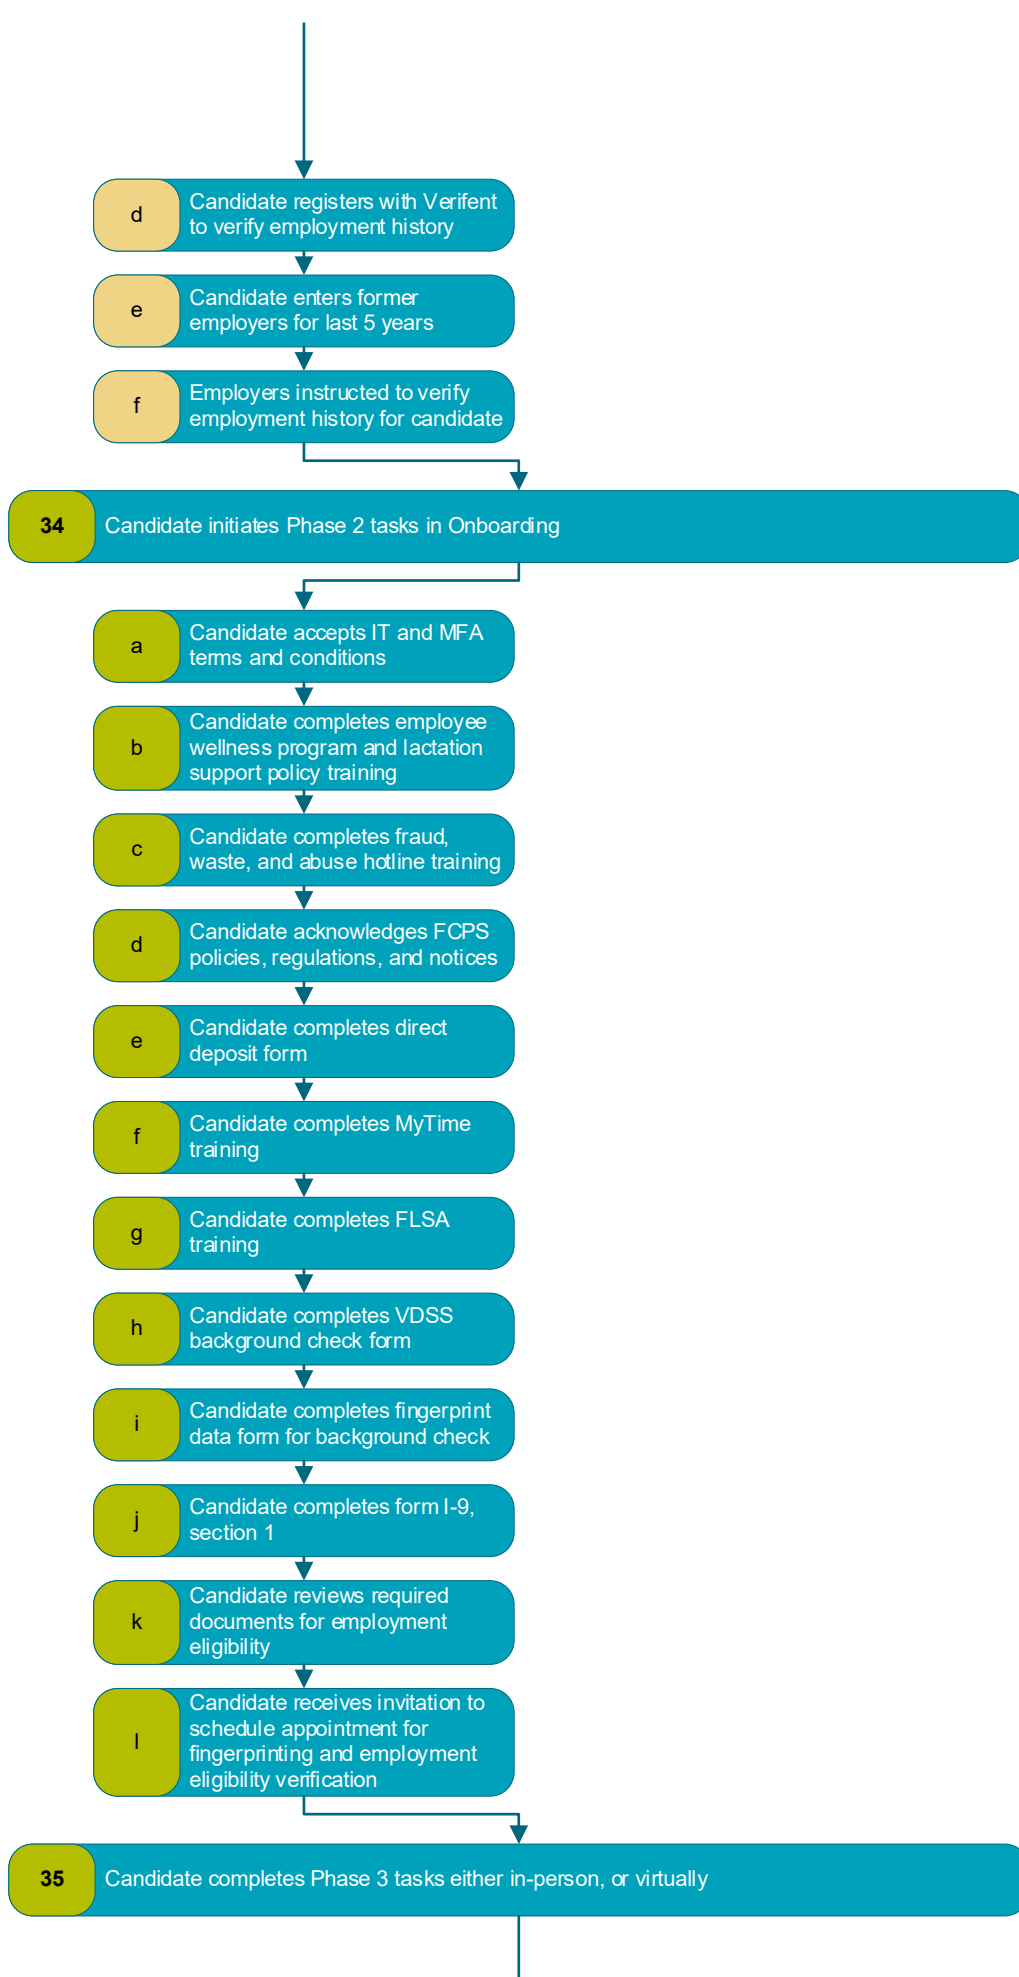 d
Candidate registers with Verifent
to verify employment history
e
Candidate enters former
employers for last 5 years
f
Employers instructed to verify
employment history for candidate
34
Candidate initiates Phase 2 tasks in Onboarding
a
Candidate accepts IT and MFA
terms and conditions
b
Candidate completes employee
wellness program and lactation
support policy training
c
Candidate completes fraud,
waste, and abuse hotline training
d
Candidate acknowledges FCPS
policies, regulations, and notices
e
Candidate completes direct
deposit form
f
Candidate completes MyTime
training
g
Candidate completes FLSA
training
h
Candidate completes VDSS
background check form
i
Candidate completes fingerprint
data form for background check
j
Candidate completes form I-9,
section 1
k
Candidate reviews required
documents for employment
eligibility
l
Candidate receives invitation to
schedule appointment for
fingerprinting and employment
eligibility verification
35
Candidate completes Phase 3 tasks either in-person, or virtually